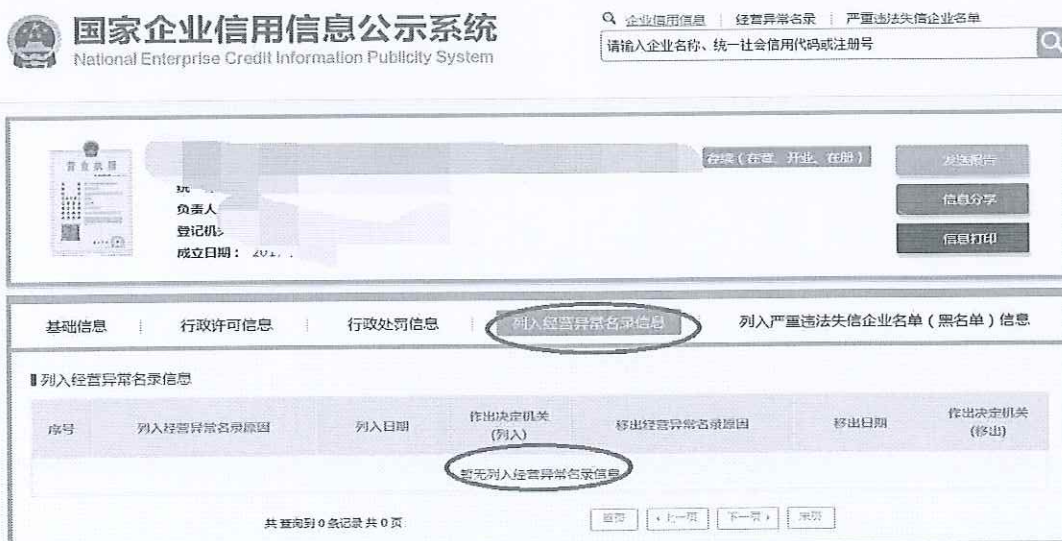 国家企业信用信息公示系统
National Enterprise Credit Information Publicity System
企业信用信息 | 经营异常名录 | 严重违法失信企业名单
请输入企业名称、统一社会信用代码或注册号
营业执照
存续（在营、开业、在册）
发送报告
信息分享
信息打印
统
负责人
登记机
成立日期： 201
基础信息 行政许可信息 行政处罚信息 列入经营异常名录信息 列入严重违法失信企业名单（黑名单）信息
列入经营异常名录信息
序号 列入经营异常名录原因 列入日期 作出决定机关(列入) 移出经营异常名录原因 移出日期 作出决定机关(移出)
暂无列入经营异常名录信息
共 查询到 0 条记录 共 0 页
首页 上一页 下一页 末页